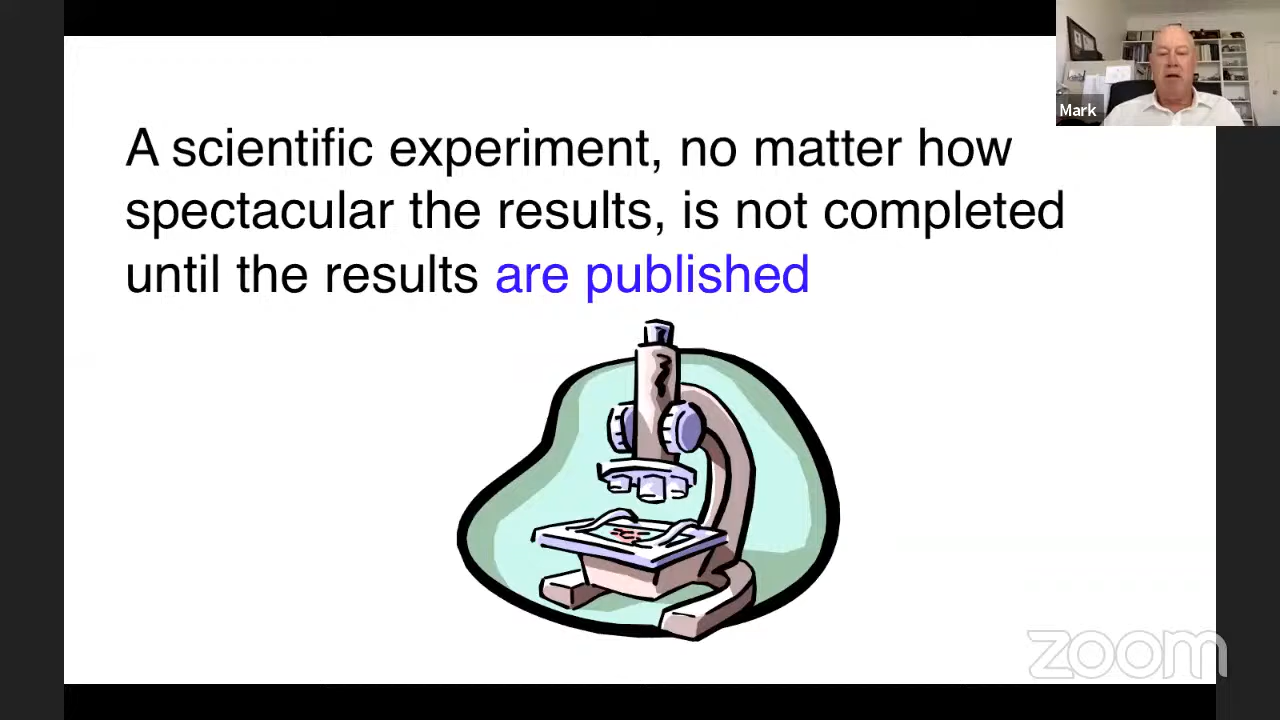 Mark
A scientific experiment, no matter how
spectacular the results, is not completed
until the results are published
zoom